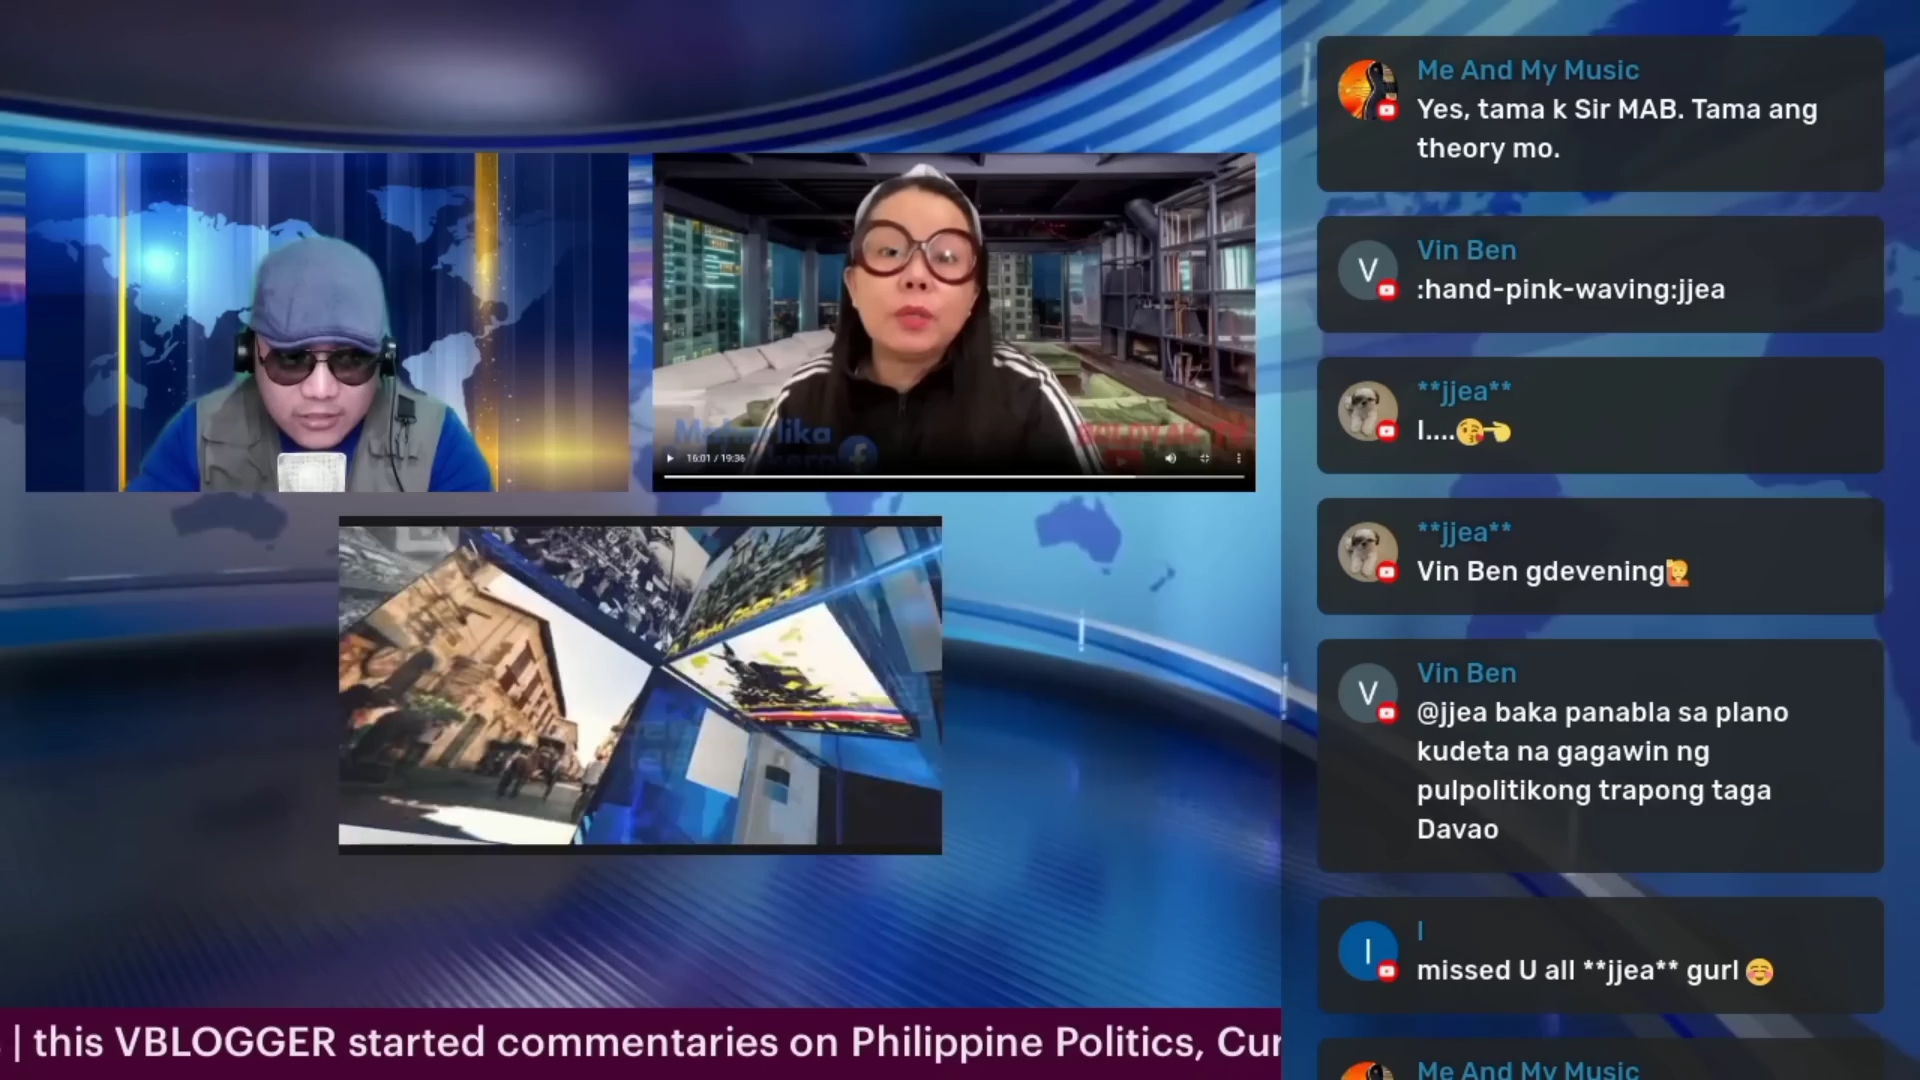 Me And My Music
Yes, tama k Sir MAB. Tama ang
theory mo.
V
Vin Ben
:hand-pink-waving:jjea
**jjea**
I....😘👈
**jjea**
Vin Ben gdevening🙋
V
Vin Ben
@jjea baka panabla sa plano
kudeta na gagawin ng
pulpolitikong trapong taga
Davao
I
I
missed U all **jjea** gurl ☺️
Me And My Music
16:01 / 19:36
| this VBLOGGER started commentaries on Philippine Politics, Cur